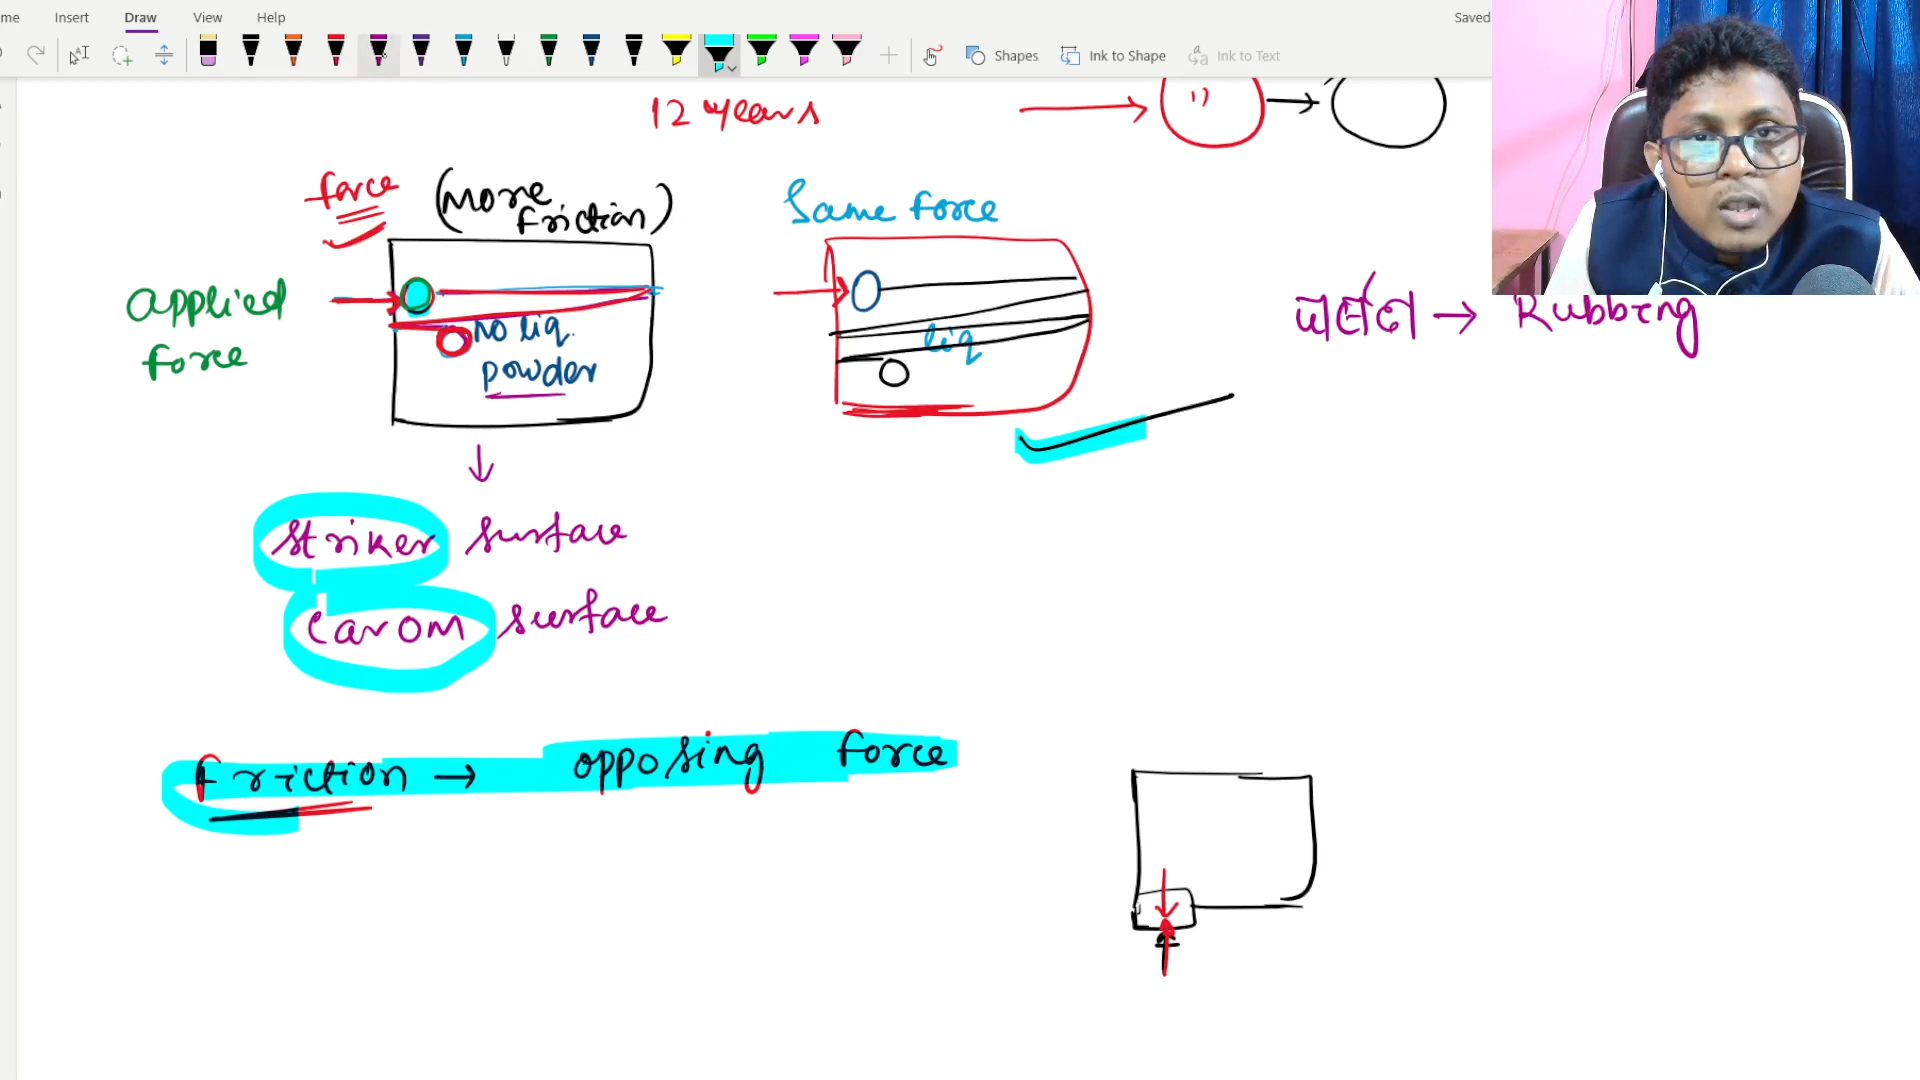 me Insert Draw View Help Saved
Shapes Ink to Shape Ink to Text
12 years
force (More friction) Same force
applied force
No liq. powder
liq
ঘর্ষণ → Rubbing
striker surface
carom surface
friction → opposing force